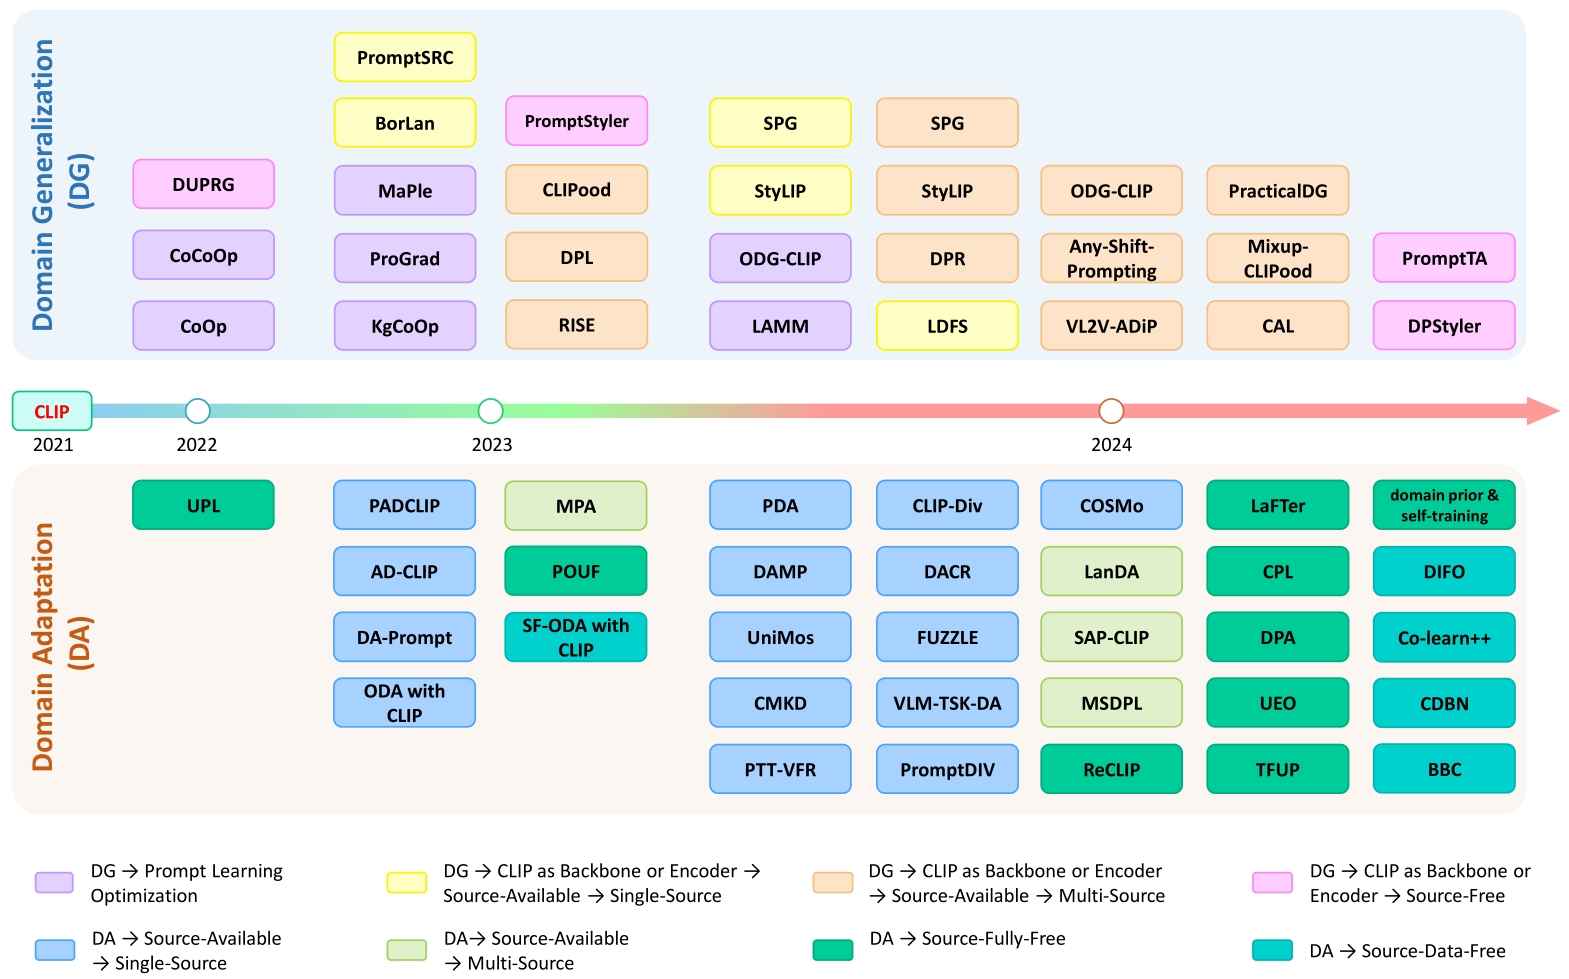 Domain Generalization
(DG)
PromptSRC
BorLan
PromptStyler
SPG
SPG
DUPRG
MaPle
CLIPood
StyLIP
StyLIP
ODG-CLIP
PracticalDG
CoCoOp
ProGrad
DPL
ODG-CLIP
DPR
Any-Shift-
Prompting
Mixup-
CLIPood
PromptTA
CoOp
KgCoOp
RISE
LAMM
LDFS
VL2V-ADiP
CAL
DPStyler
CLIP
2021
2022
2023
2024
Domain Adaptation
(DA)
UPL
PADCLIP
MPA
PDA
CLIP-Div
COSMo
LaFTer
domain prior &
self-training
AD-CLIP
POUF
DAMP
DACR
LanDA
CPL
DIFO
DA-Prompt
SF-ODA with
CLIP
UniMos
FUZZLE
SAP-CLIP
DPA
Co-learn++
ODA with
CLIP
CMKD
VLM-TSK-DA
MSDPL
UEO
CDBN
PTT-VFR
PromptDIV
ReCLIP
TFUP
BBC
DG → Prompt Learning
Optimization
DG → CLIP as Backbone or Encoder →
Source-Available → Single-Source
DG → CLIP as Backbone or Encoder
→ Source-Available → Multi-Source
DG → CLIP as Backbone or
Encoder → Source-Free
DA → Source-Available
→ Single-Source
DA→ Source-Available
→ Multi-Source
DA → Source-Fully-Free
DA → Source-Data-Free